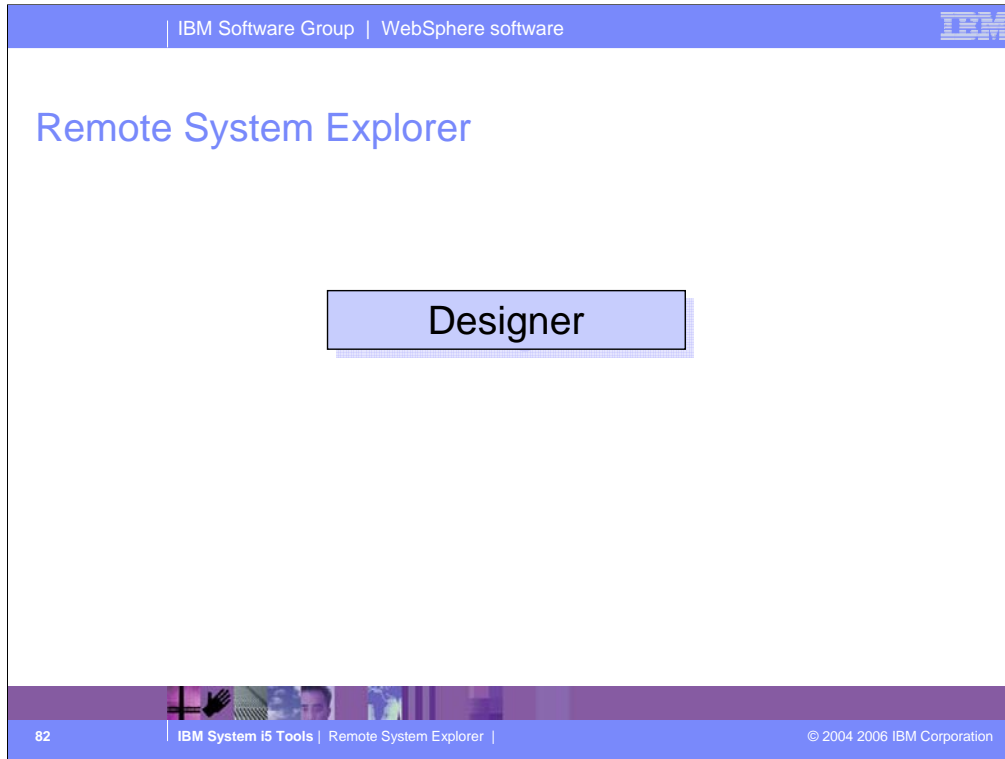 IBM Software Group | WebSphere software
IBM
Remote System Explorer
Designer
82
IBM System i5 Tools | Remote System Explorer |
© 2004 2006 IBM Corporation